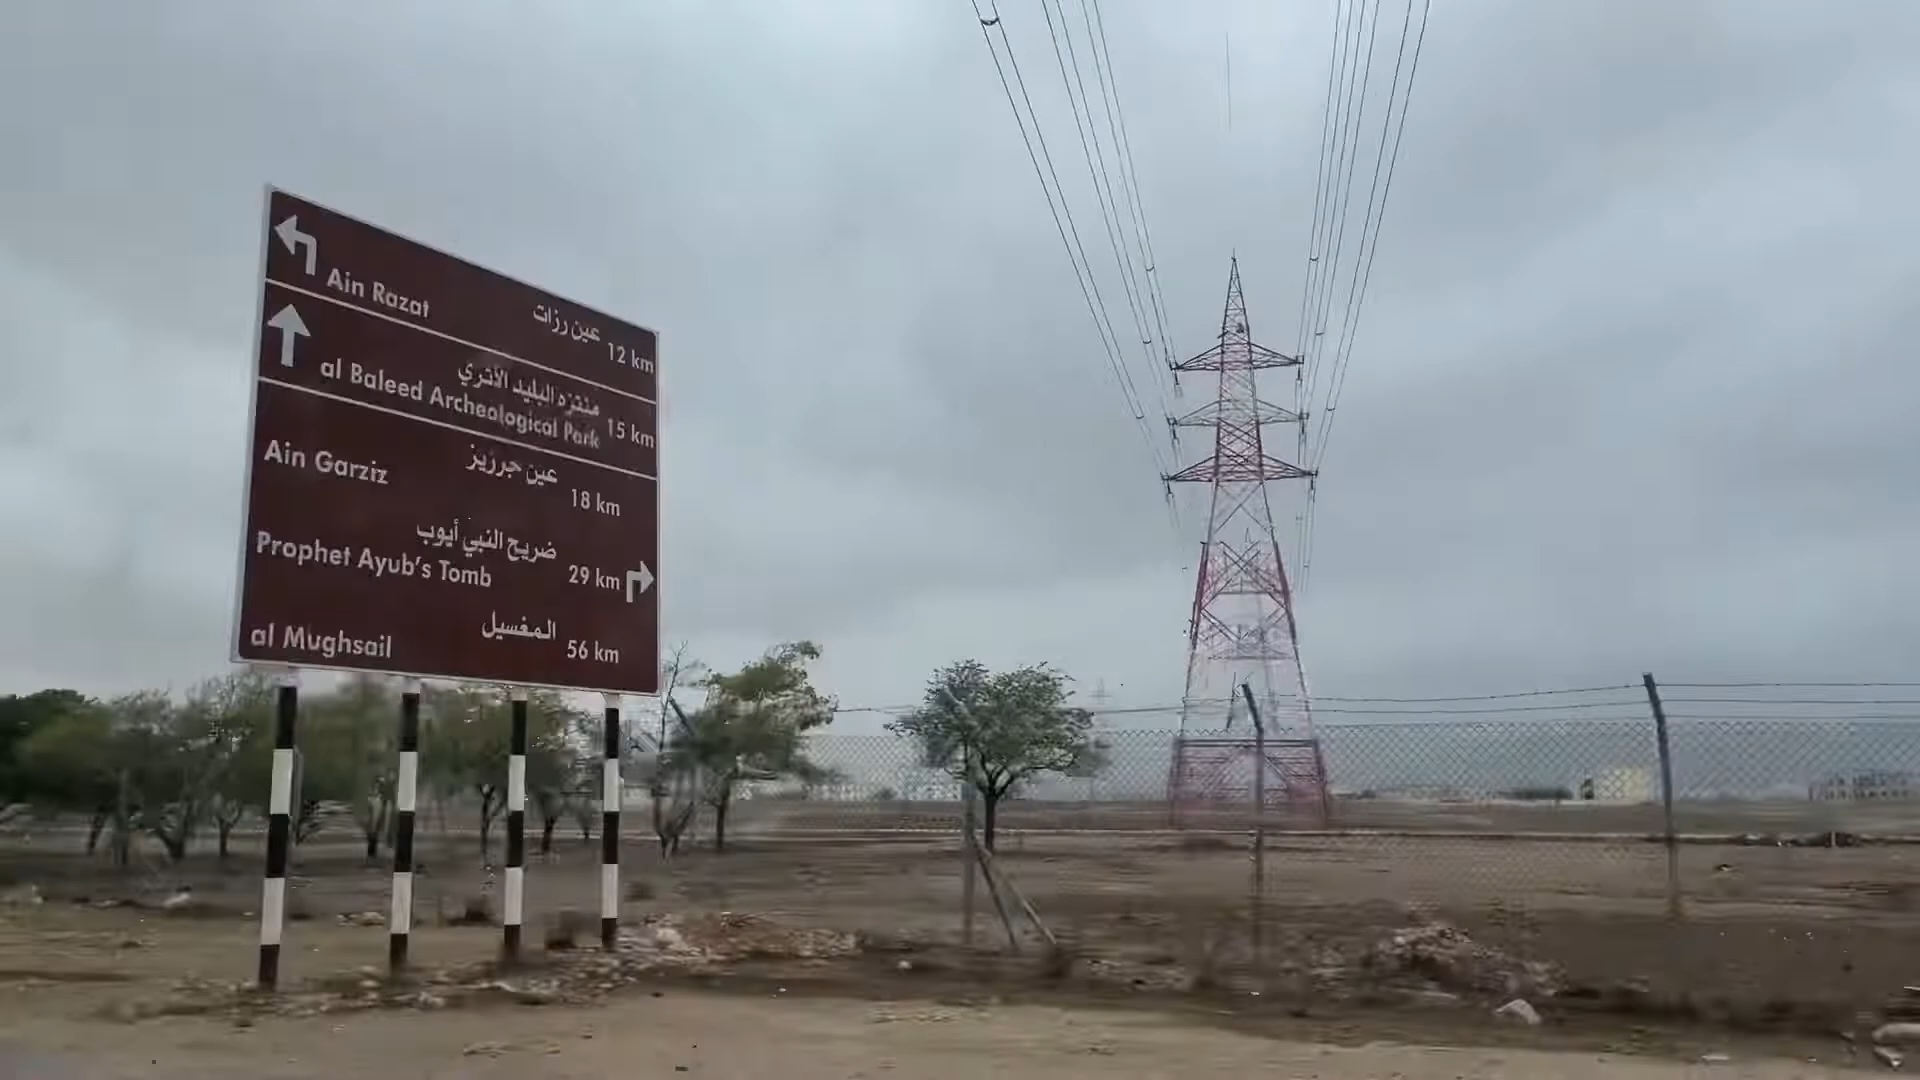 Ain Razat
عين رزات
12 km
منتزه البليد الأثري
al Baleed Archeological Park
15 km
عين جرزيز
Ain Garziz
18 km
ضريح النبي أيوب
Prophet Ayub's Tomb
29 km
المغسيل
al Mughsail
56 km